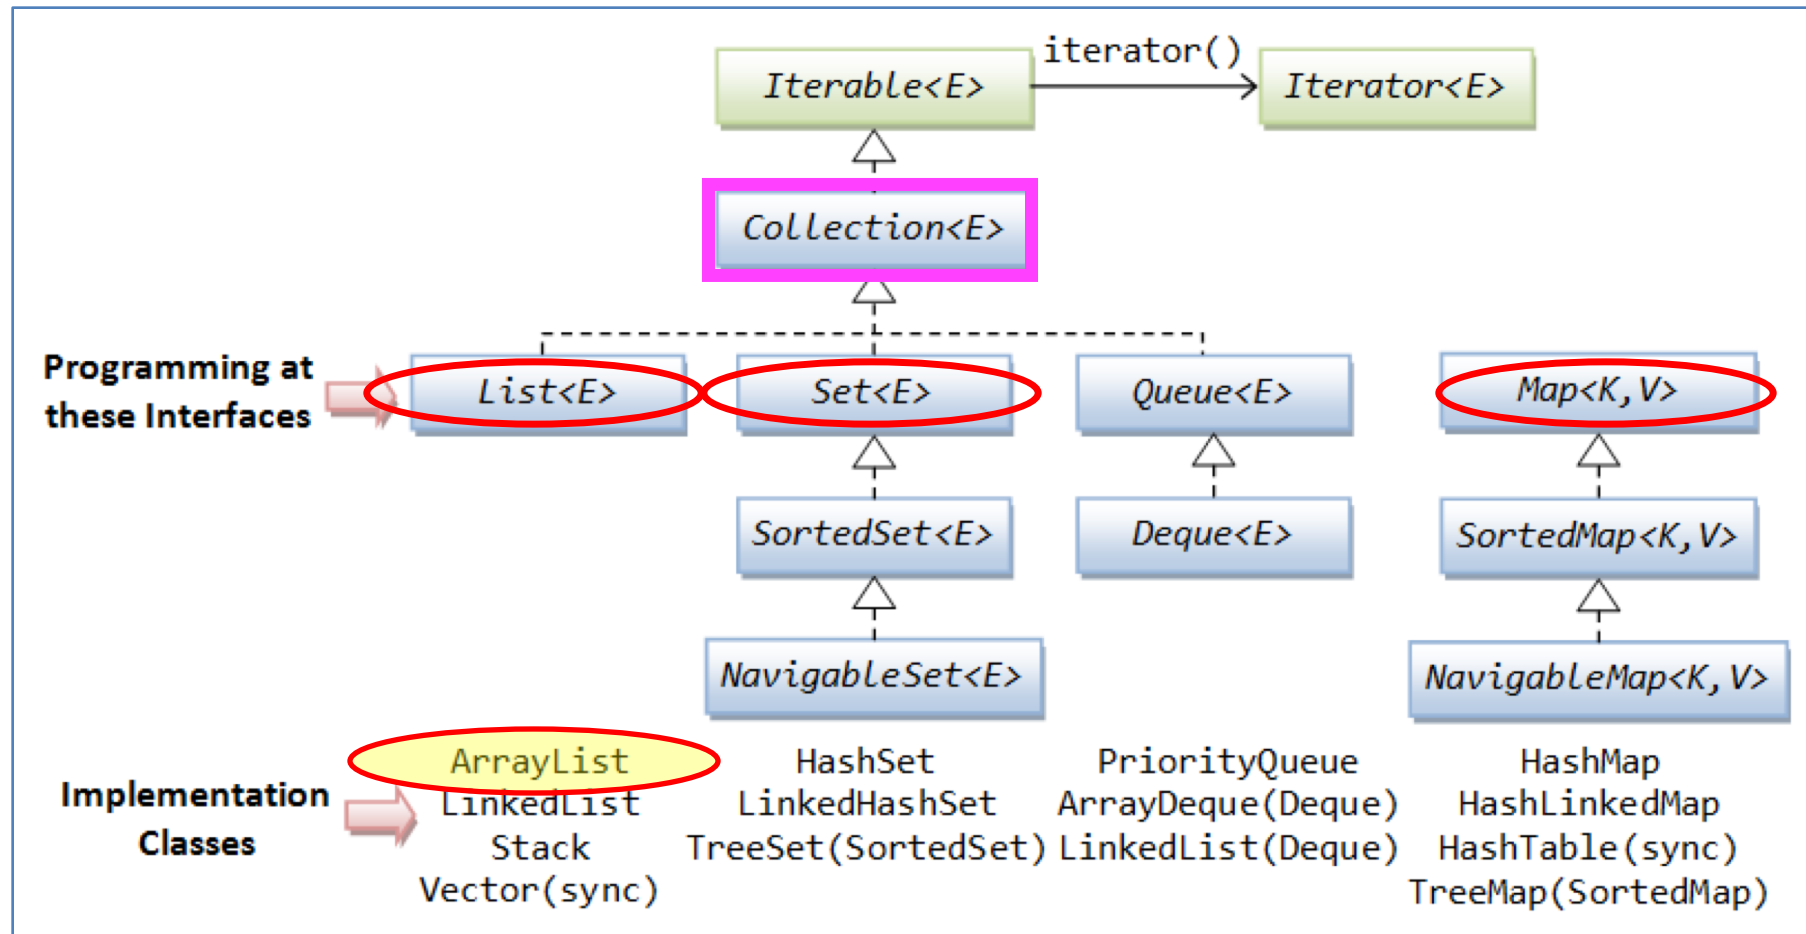 iterator()
Iterable<E>
Iterator<E>
Collection<E>
Programming at
these Interfaces
List<E>
Set<E>
Queue<E>
Map<K,V>
SortedSet<E>
Deque<E>
SortedMap<K,V>
NavigableSet<E>
NavigableMap<K,V>
Implementation
Classes
ArrayList
LinkedList
Stack
Vector(sync)
HashSet
LinkedHashSet
TreeSet(SortedSet)
PriorityQueue
ArrayDeque(Deque)
LinkedList(Deque)
HashMap
HashLinkedMap
HashTable(sync)
TreeMap(SortedMap)